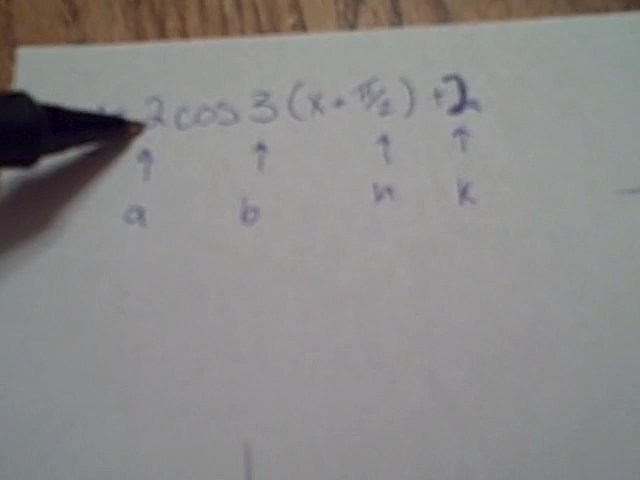 2cos 3(x + π/2) +2
↑ ↑ ↑ ↑
a b h k